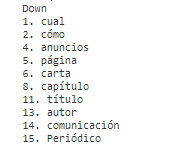 Down
1. cual
2. cómo
4. anuncios
5. página
6. carta
8. capítulo
11. título
13. autor
14. comunicación
15. Periódico